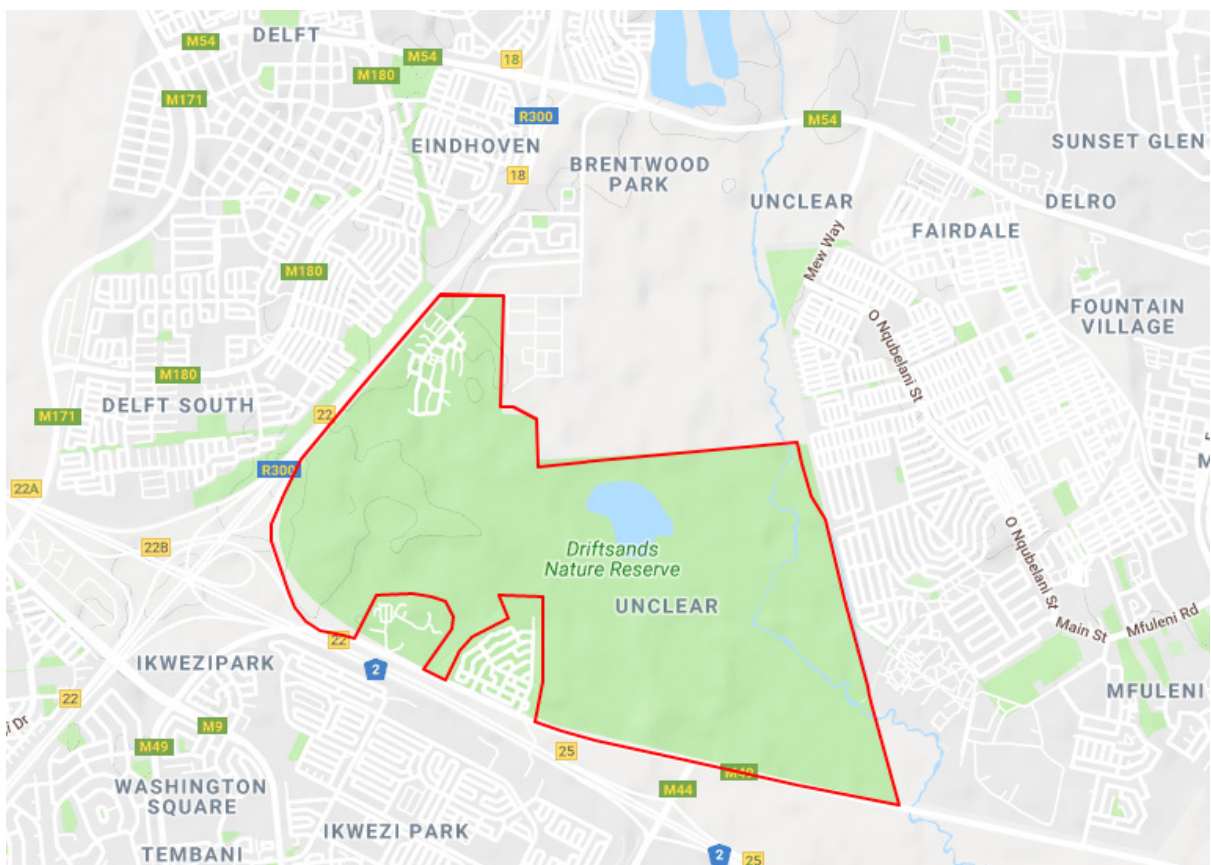 M54
DELFT
M54
18
M180
M171
R300
M54
EINDHOVEN
BRENTWOOD
PARK
18
SUNSET GLEN
UNCLEAR
DELRO
FAIRDALE
Mew Way
M180
FOUNTAIN
VILLAGE
O Nqubelani St
M180
DELFT SOUTH
M171
22
R300
22A
22B
Driftsands
Nature Reserve
UNCLEAR
O Nqubelani St
Main St
Mfuleni Rd
22
2
IKWEZIPARK
22
MFULENI
M9
M49
25
M49
M44
WASHINGTON
SQUARE
IKWEZI PARK
TEMBANI
2
25